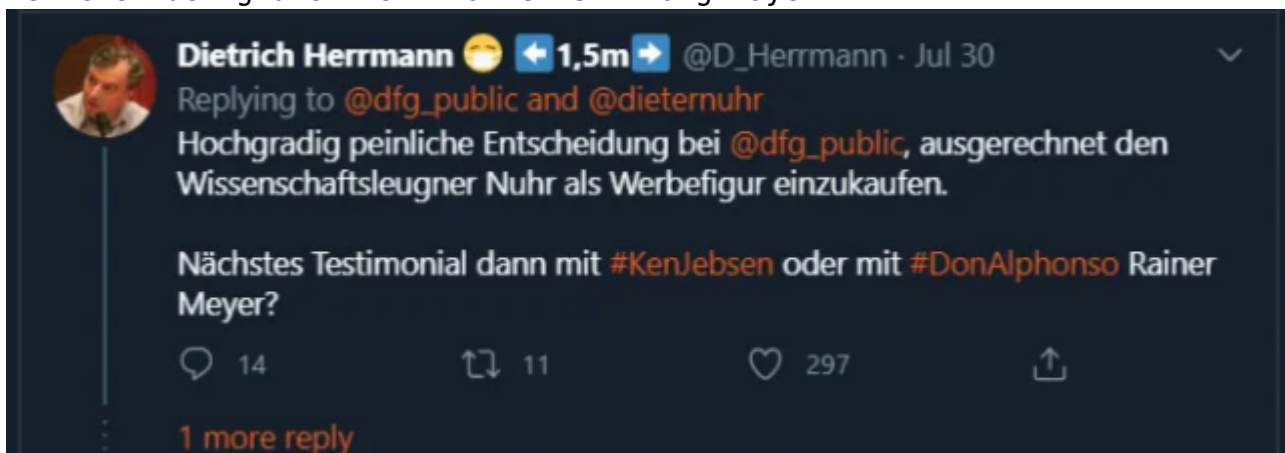 Dietrich Herrmann 😷 ⬅1,5m➡ @D_Herrmann · Jul 30
Replying to @dfg_public and @dieternuhr
Hochgradig peinliche Entscheidung bei @dfg_public, ausgerechnet den
Wissenschaftsleugner Nuhr als Werbefigur einzukaufen.
Nächstes Testimonial dann mit #KenJebsen oder mit #DonAlphonso Rainer
Meyer?
14 11 297
1 more reply